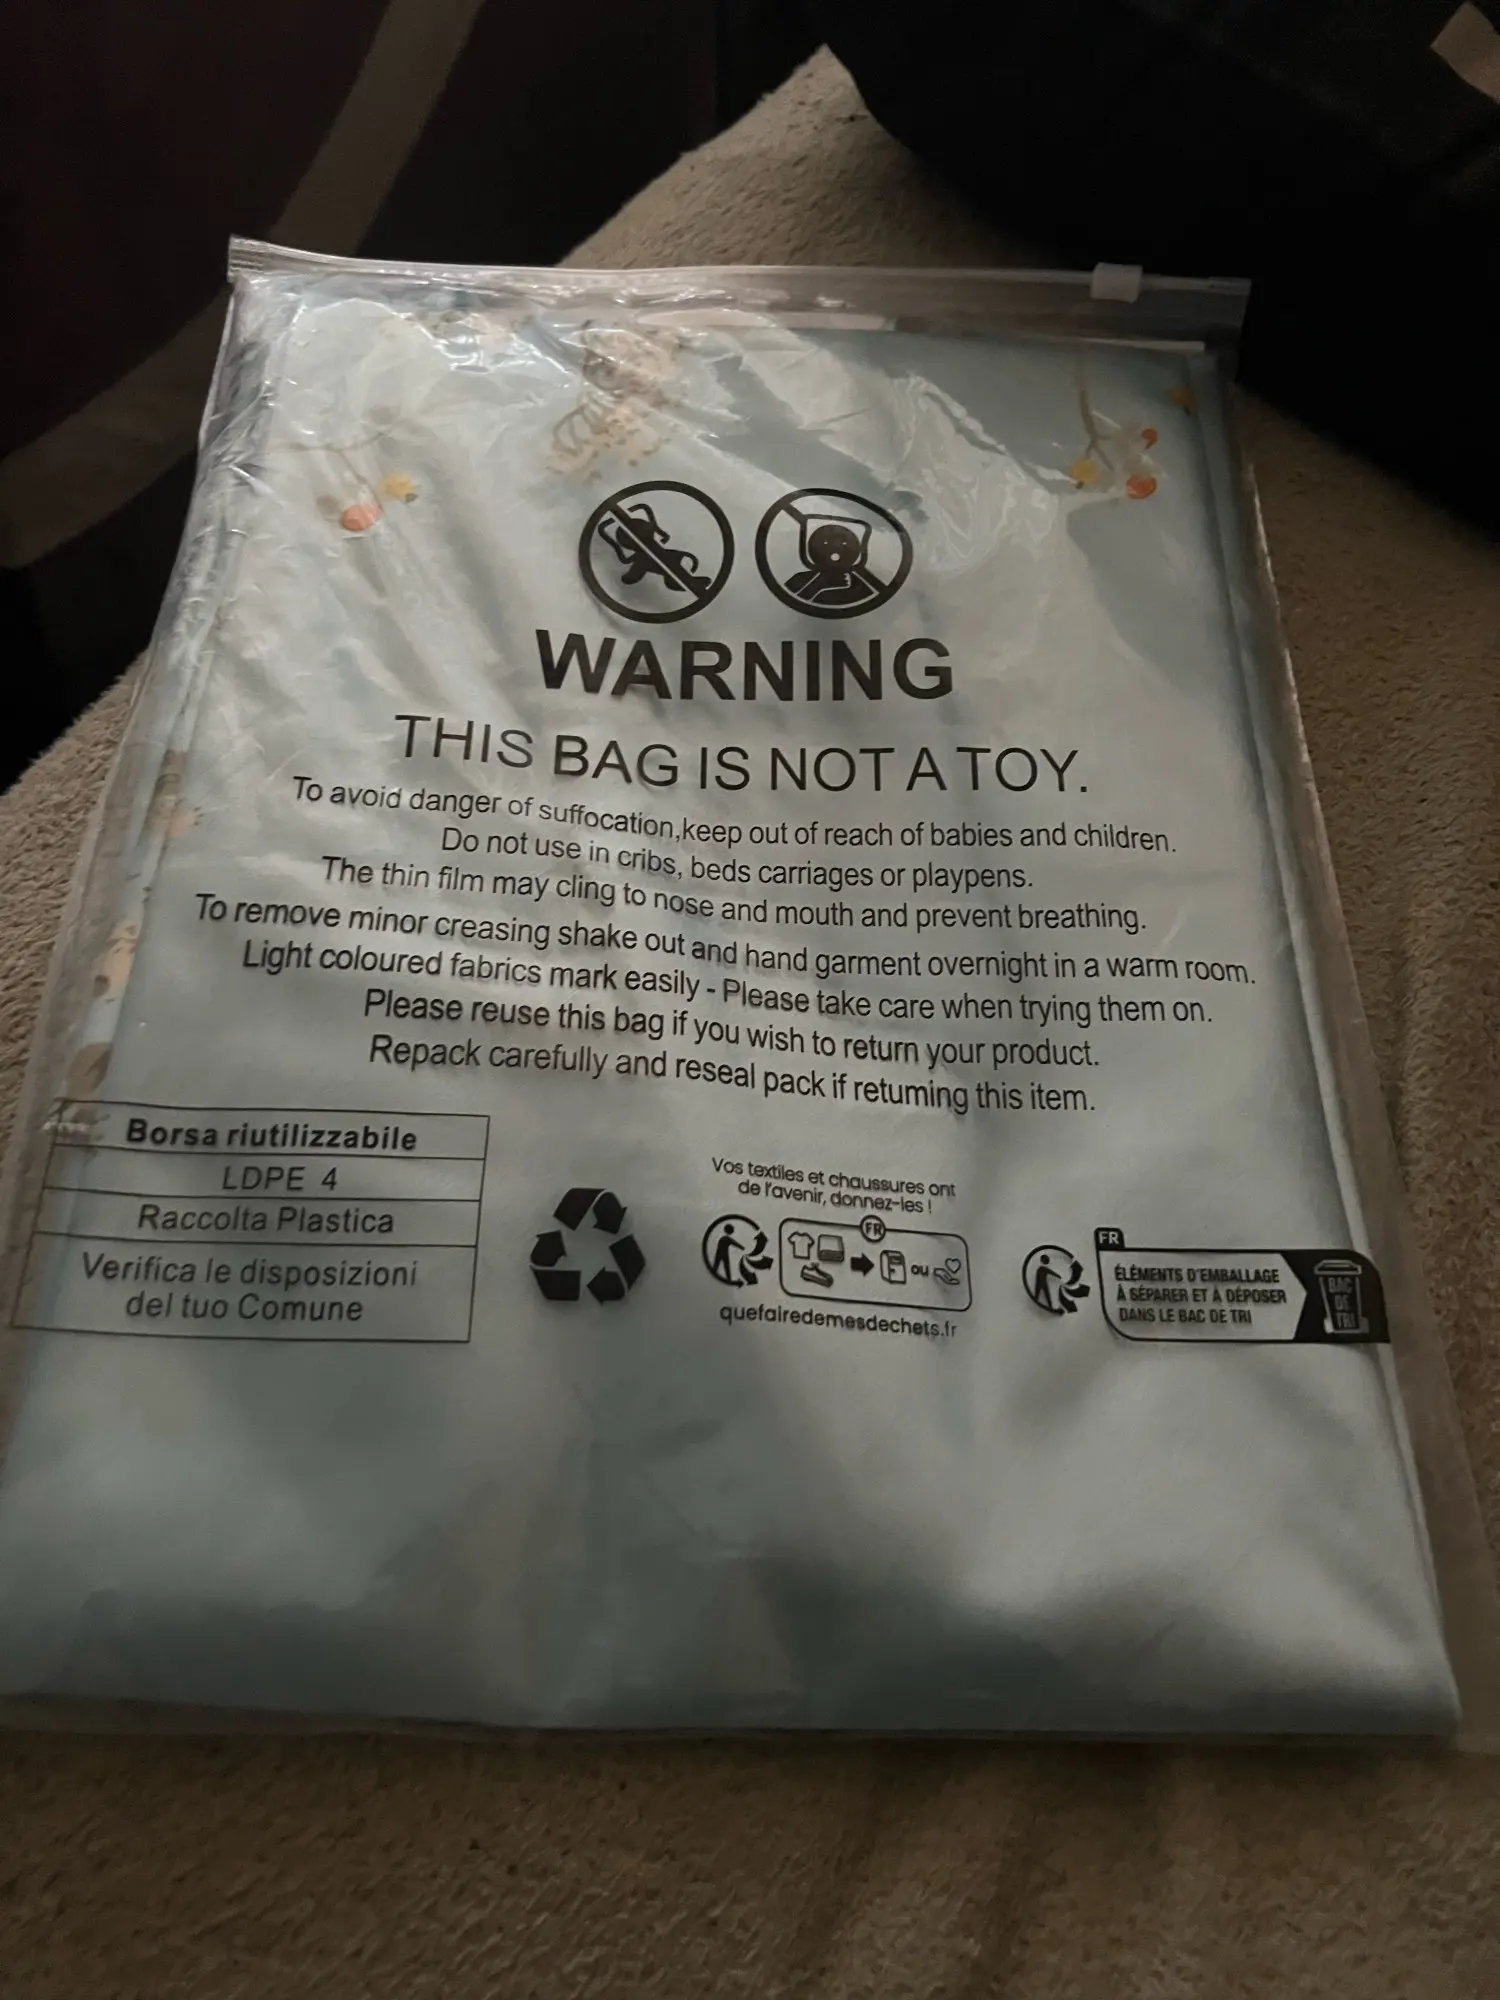 WARNING
THIS BAG IS NOT A TOY.
To avoid danger of suffocation,keep out of reach of babies and children.
Do not use in cribs, beds carriages or playpens.
The thin film may cling to nose and mouth and prevent breathing.
To remove minor creasing shake out and hand garment overnight in a warm room.
Light coloured fabrics mark easily - Please take care when trying them on.
Please reuse this bag if you wish to return your product.
Repack carefully and reseal pack if retuming this item.
Borsa riutilizzabile
LDPE 4
Raccolta Plastica
Verifica le disposizioni
del tuo Comune
Vos textiles et chaussures ont
de l'avenir, donnez-les !
FR
ou
quefairedemesdechets.fr
FR
ÉLÉMENTS D'EMBALLAGE
À SÉPARER ET À DÉPOSER
DANS LE BAC DE TRI
BAC
DE
TRI